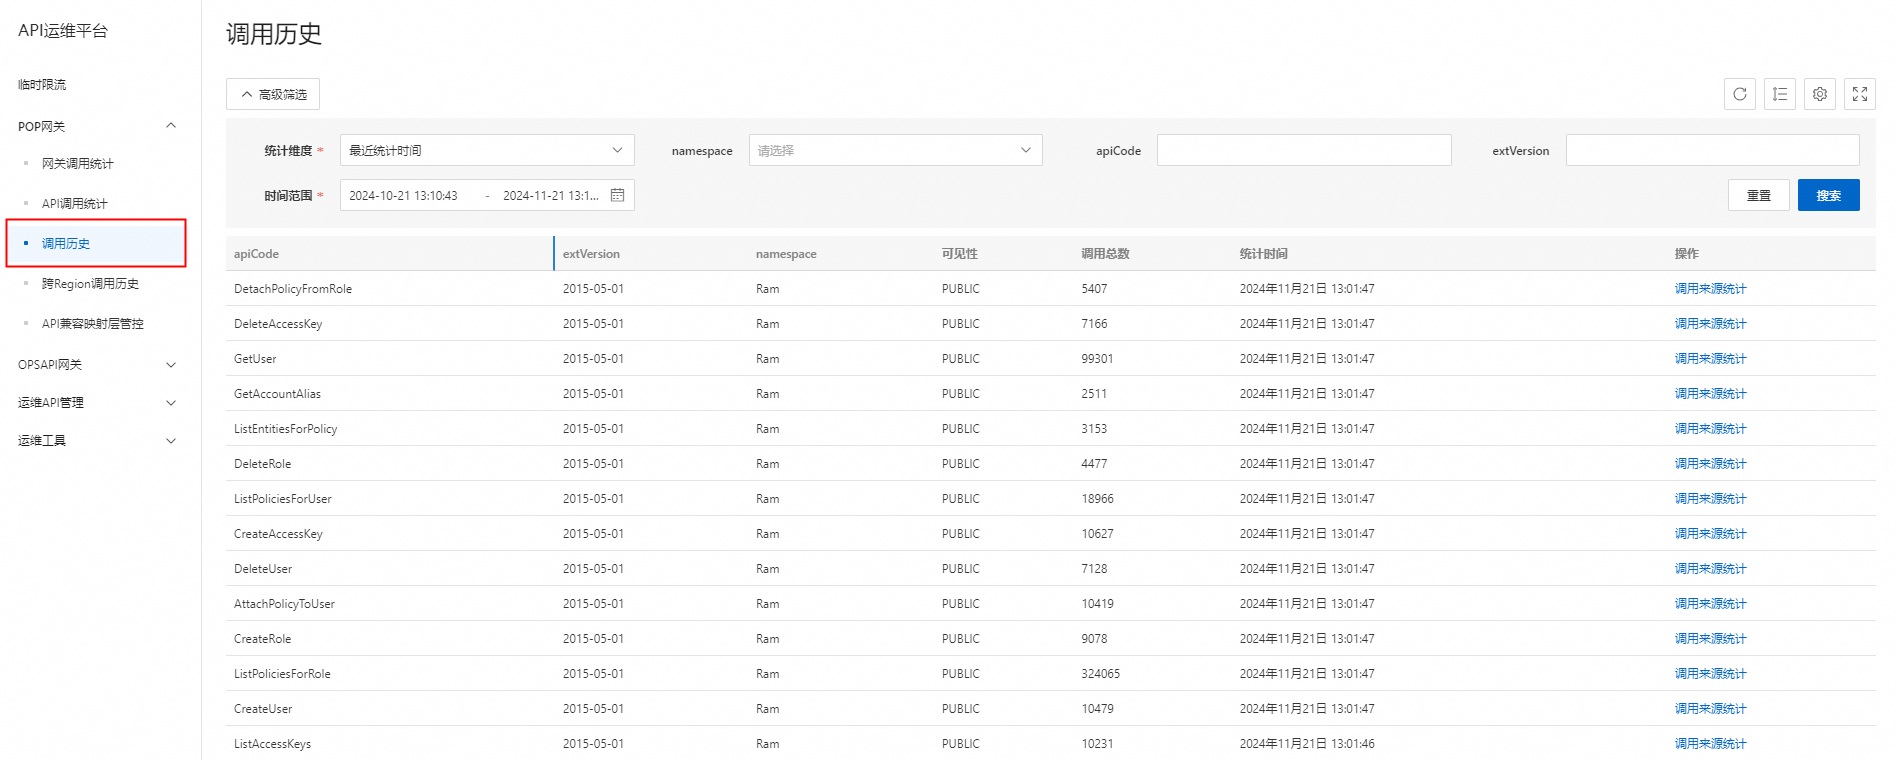 API运维平台
临时限流
POP网关
网关调用统计
API调用统计
调用历史
跨Region调用历史
API兼容映射层管控
OPSAPI网关
运维API管理
运维工具
调用历史
高级筛选
统计维度 * 最近统计时间 namespace 请选择 apiCode extVersion
时间范围 * 2024-10-21 13:10:43 - 2024-11-21 13:1... 重置 搜索
apiCode extVersion namespace 可见性 调用总数 统计时间 操作
DetachPolicyFromRole 2015-05-01 Ram PUBLIC 5407 2024年11月21日 13:01:47 调用来源统计
DeleteAccessKey 2015-05-01 Ram PUBLIC 7166 2024年11月21日 13:01:47 调用来源统计
GetUser 2015-05-01 Ram PUBLIC 99301 2024年11月21日 13:01:47 调用来源统计
GetAccountAlias 2015-05-01 Ram PUBLIC 2511 2024年11月21日 13:01:47 调用来源统计
ListEntitiesForPolicy 2015-05-01 Ram PUBLIC 3153 2024年11月21日 13:01:47 调用来源统计
DeleteRole 2015-05-01 Ram PUBLIC 4477 2024年11月21日 13:01:47 调用来源统计
ListPoliciesForUser 2015-05-01 Ram PUBLIC 18966 2024年11月21日 13:01:47 调用来源统计
CreateAccessKey 2015-05-01 Ram PUBLIC 10627 2024年11月21日 13:01:47 调用来源统计
DeleteUser 2015-05-01 Ram PUBLIC 7128 2024年11月21日 13:01:47 调用来源统计
AttachPolicyToUser 2015-05-01 Ram PUBLIC 10419 2024年11月21日 13:01:47 调用来源统计
CreateRole 2015-05-01 Ram PUBLIC 9078 2024年11月21日 13:01:47 调用来源统计
ListPoliciesForRole 2015-05-01 Ram PUBLIC 324065 2024年11月21日 13:01:47 调用来源统计
CreateUser 2015-05-01 Ram PUBLIC 10479 2024年11月21日 13:01:47 调用来源统计
ListAccessKeys 2015-05-01 Ram PUBLIC 10231 2024年11月21日 13:01:46 调用来源统计